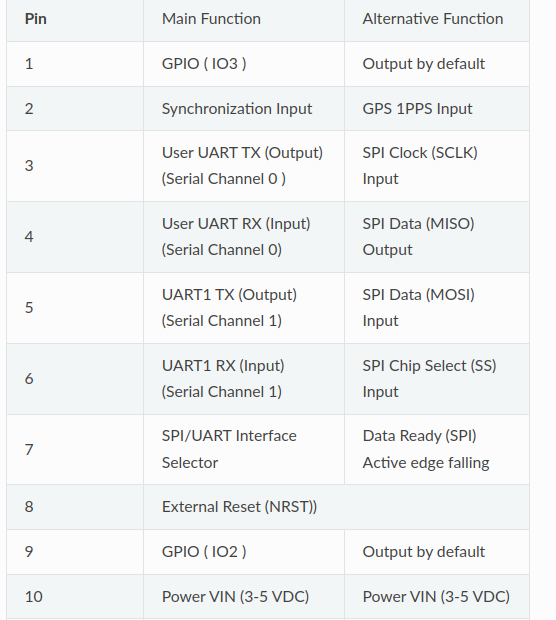 Pin Main Function Alternative Function
1 GPIO ( IO3 ) Output by default
2 Synchronization Input GPS 1PPS Input
3 User UART TX (Output) SPI Clock (SCLK)
(Serial Channel 0 ) Input
4 User UART RX (Input) SPI Data (MISO)
(Serial Channel 0) Output
5 UART1 TX (Output) SPI Data (MOSI)
(Serial Channel 1) Input
6 UART1 RX (Input) SPI Chip Select (SS)
(Serial Channel 1) Input
7 SPI/UART Interface Data Ready (SPI)
Selector Active edge falling
8 External Reset (NRST))
9 GPIO ( IO2 ) Output by default
10 Power VIN (3-5 VDC) Power VIN (3-5 VDC)